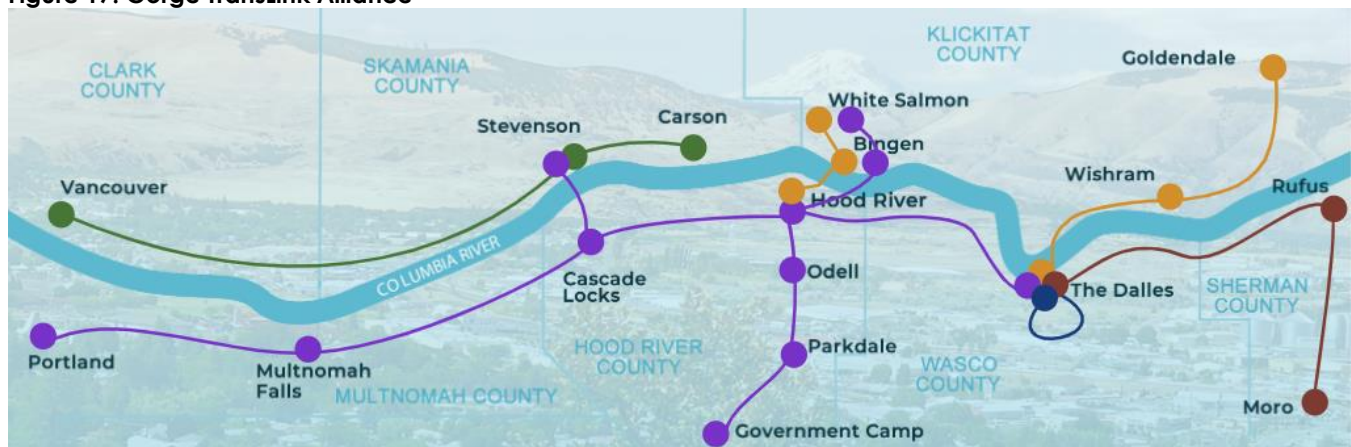 Figure 17. Gorge TransLink Alliance
KLICKITAT
COUNTY
CLARK
COUNTY
SKAMANIA
COUNTY
Goldendale
White Salmon
Carson
Stevenson
Bingen
Vancouver
Wishram
Rufus
Hood River
COLUMBIA RIVER
Cascade
Locks
Odell
The Dalles
SHERMAN
COUNTY
Portland
Multnomah
Falls
HOOD RIVER
COUNTY
Parkdale
WASCO
COUNTY
MULTNOMAH COUNTY
Moro
Government Camp